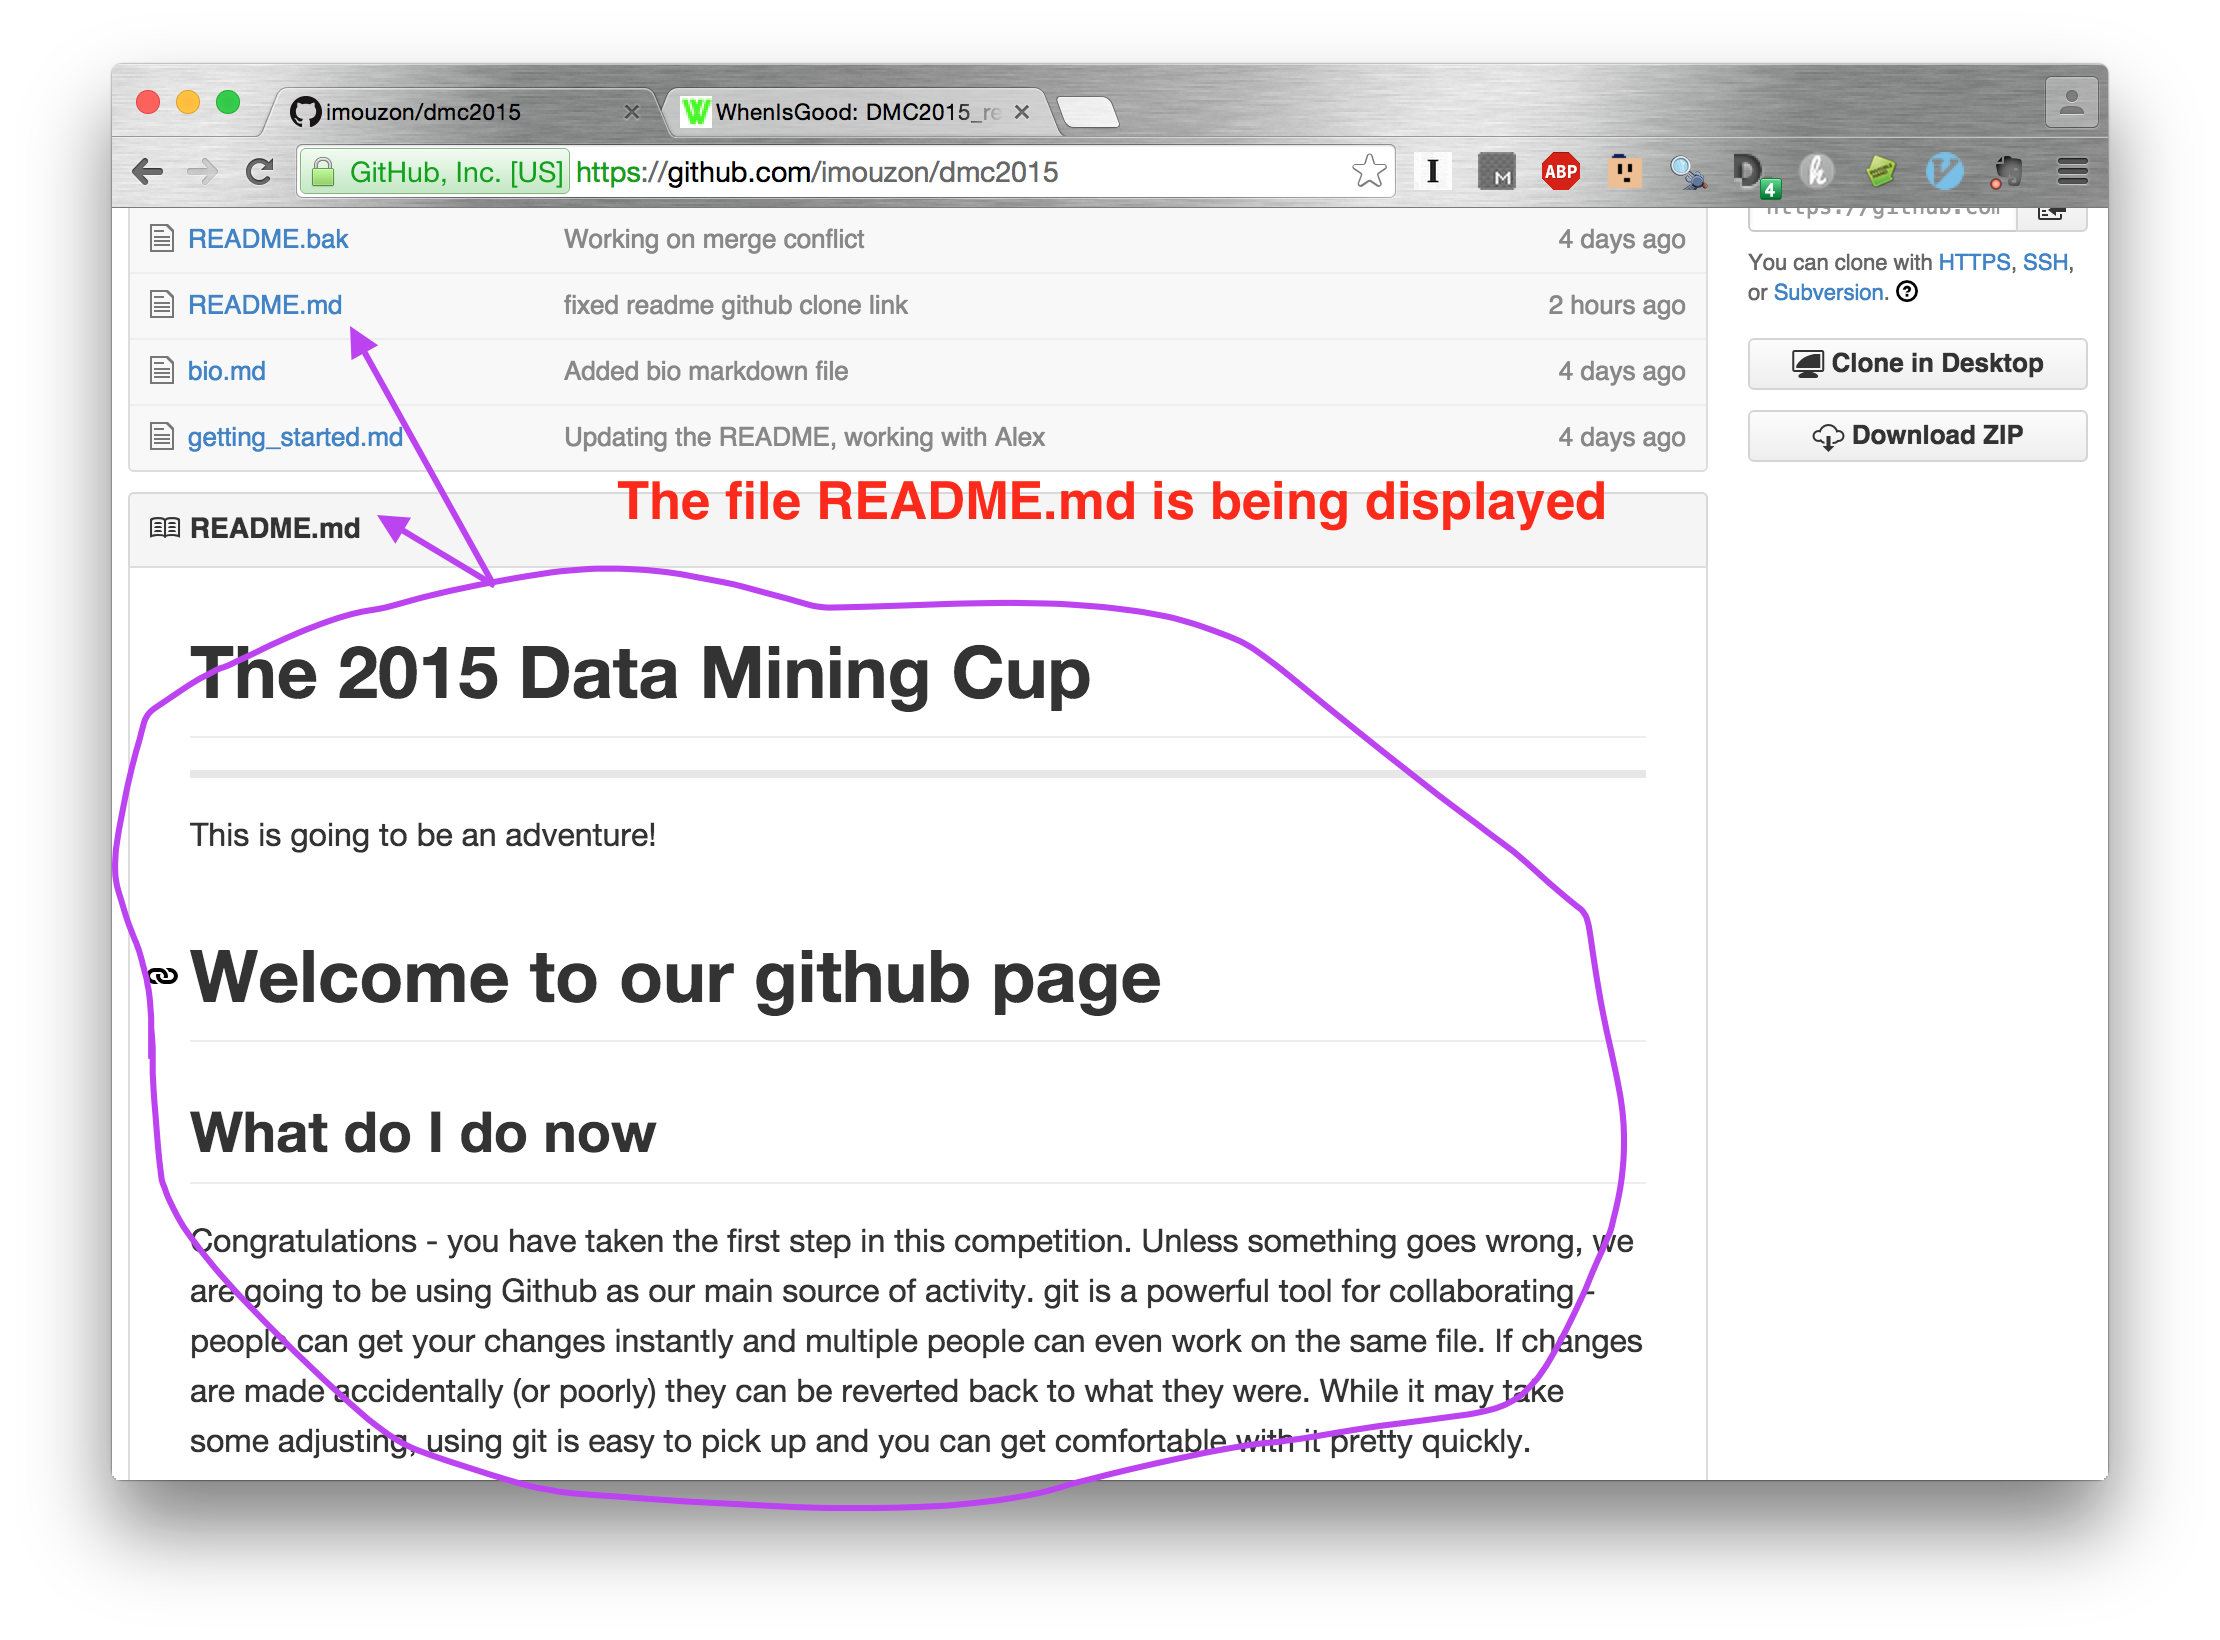 imouzon/dmc2015
WhenIsGood: DMC2015_re
GitHub, Inc. [US] https://github.com/imouzon/dmc2015
I
M
ABP
D
4
h
README.bak Working on merge conflict 4 days ago
README.md fixed readme github clone link 2 hours ago
bio.md Added bio markdown file 4 days ago
getting_started.md Updating the README, working with Alex 4 days ago
https://github.com
You can clone with HTTPS, SSH,
or Subversion.
Clone in Desktop
Download ZIP
The file README.md is being displayed
README.md
The 2015 Data Mining Cup
This is going to be an adventure!
Welcome to our github page
What do I do now
Congratulations - you have taken the first step in this competition. Unless something goes wrong, we
are going to be using Github as our main source of activity. git is a powerful tool for collaborating -
people can get your changes instantly and multiple people can even work on the same file. If changes
are made accidentally (or poorly) they can be reverted back to what they were. While it may take
some adjusting, using git is easy to pick up and you can get comfortable with it pretty quickly.